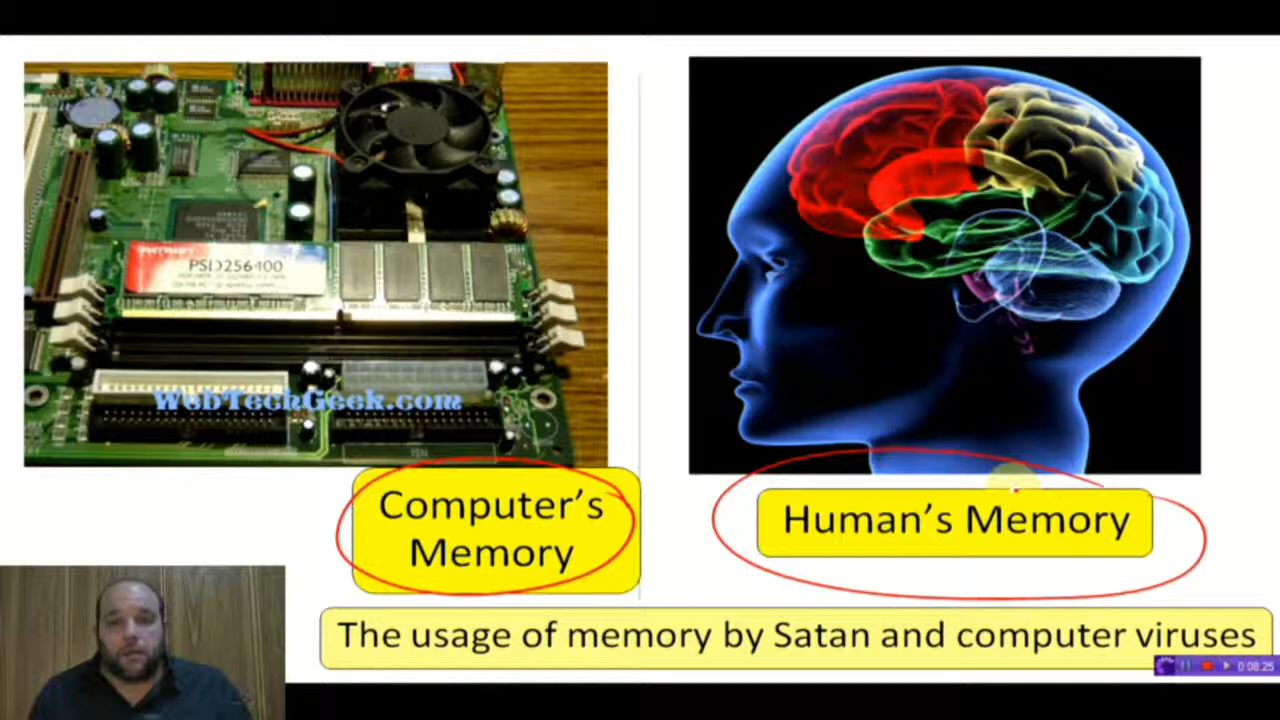 PATRIOT
PSD256400
WebTechGeek.com
Computer's
Memory
Human's Memory
The usage of memory by Satan and computer viruses
0:08:25